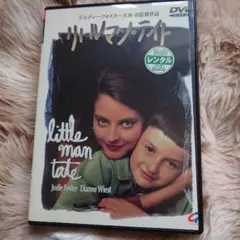 ジョディ・フォスター主演・初監督作品
DVD
リトルマン・テイト
レンタル
little
man
tate
Jodie Foster Dianne Wiest